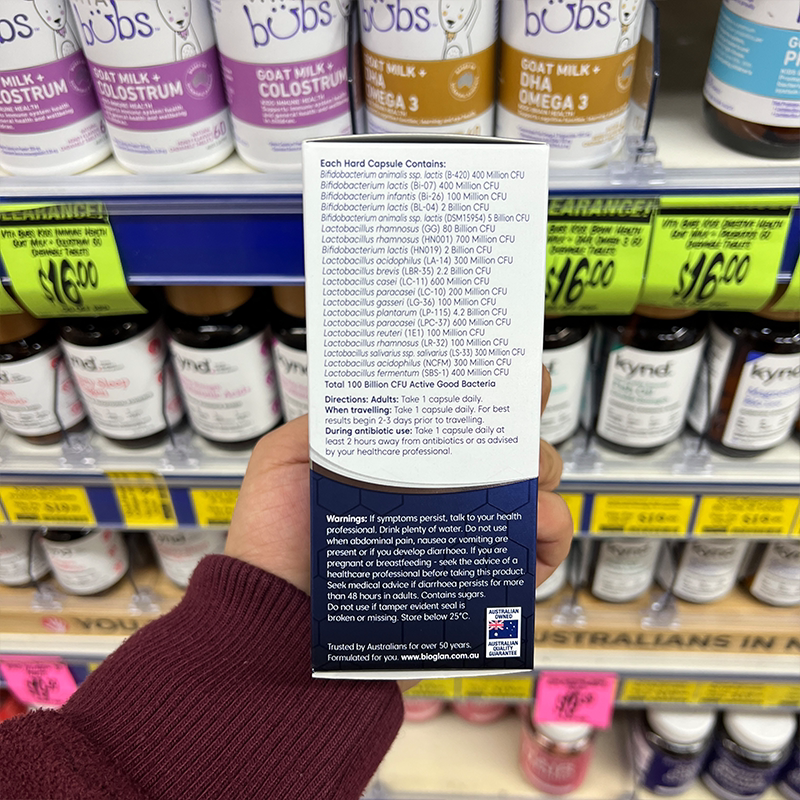 bubs
bubs
bubs
bubs
GOAT MILK +
COLOSTRUM
GOAT MILK +
COLOSTRUM
GOAT MILK +
DHA
OMEGA 3
GOAT MILK +
DHA
OMEGA 3
Each Hard Capsule Contains:
Bifidobacterium animalis ssp. lactis (B-420) 400 Million CFU
Bifidobacterium lactis (Bi-07) 400 Million CFU
Bifidobacterium infantis (Bi-26) 100 Million CFU
Bifidobacterium lactis (BL-04) 2 Billion CFU
Bifidobacterium animalis ssp. lactis (DSM15954) 5 Billion CFU
Lactobacillus rhamnosus (GG) 80 Billion CFU
Lactobacillus rhamnosus (HN001) 700 Million CFU
Bifidobacterium lactis (HN019) 2 Billion CFU
Lactobacillus acidophilus (LA-14) 300 Million CFU
Lactobacillus brevis (LBR-35) 2.2 Billion CFU
Lactobacillus casei (LC-11) 600 Million CFU
Lactobacillus paracasei (LC-10) 200 Million CFU
Lactobacillus gasseri (LG-36) 100 Million CFU
Lactobacillus plantarum (LP-115) 4.2 Billion CFU
Lactobacillus paracasei (LPC-37) 600 Million CFU
Lactobacillus reuteri (1E1) 100 Million CFU
Lactobacillus rhamnosus (LR-32) 100 Million CFU
Lactobacillus salivarius ssp. salivarius (LS-33) 300 Million CFU
Lactobacillus acidophilus (NCFM) 300 Million CFU
Lactobacillus fermentum (SBS-1) 400 Million CFU
Total 100 Billion CFU Active Good Bacteria
Directions: Adults: Take 1 capsule daily.
When travelling: Take 1 capsule daily. For best
results begin 2-3 days prior to travelling.
During antibiotic use: Take 1 capsule daily at
least 2 hours away from antibiotics or as advised
by your healthcare professional.
Warnings: If symptoms persist, talk to your health
professional. Drink plenty of water. Do not use
when abdominal pain, nausea or vomiting are
present or if you develop diarrhoea. If you are
pregnant or breastfeeding - seek the advice of a
healthcare professional before taking this product.
Seek medical advice if diarrhoea persists for more
than 48 hours in adults. Contains sugars.
Do not use if tamper evident seal is
broken or missing. Store below 25°C.
AUSTRALIAN
OWNED
AUSTRALIAN
QUALITY
GUARANTEE
Trusted by Australians for over 50 years.
Formulated for you. www.bioglan.com.au
CLEARANCE!
VITA BUBS KIDS IMMUNE HEALTH
GOAT MILK + COLOSTRUM 60
CHEWABLE TABLETS
$16.00
$16.00
$16.00
kynd.
kynd
YOU
AUSTRALIANS IN